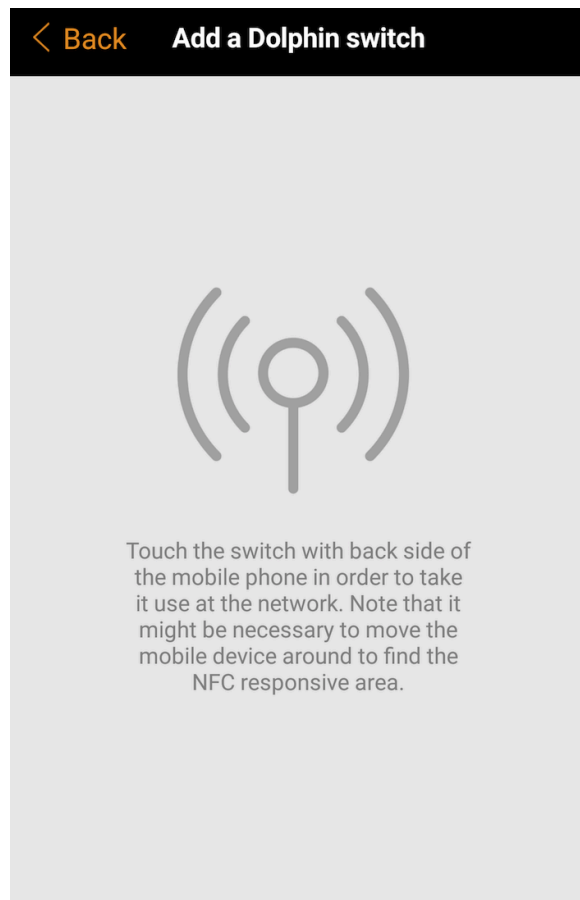 Back Add a Dolphin switch
Touch the switch with back side of
the mobile phone in order to take
it use at the network. Note that it
might be necessary to move the
mobile device around to find the
NFC responsive area.